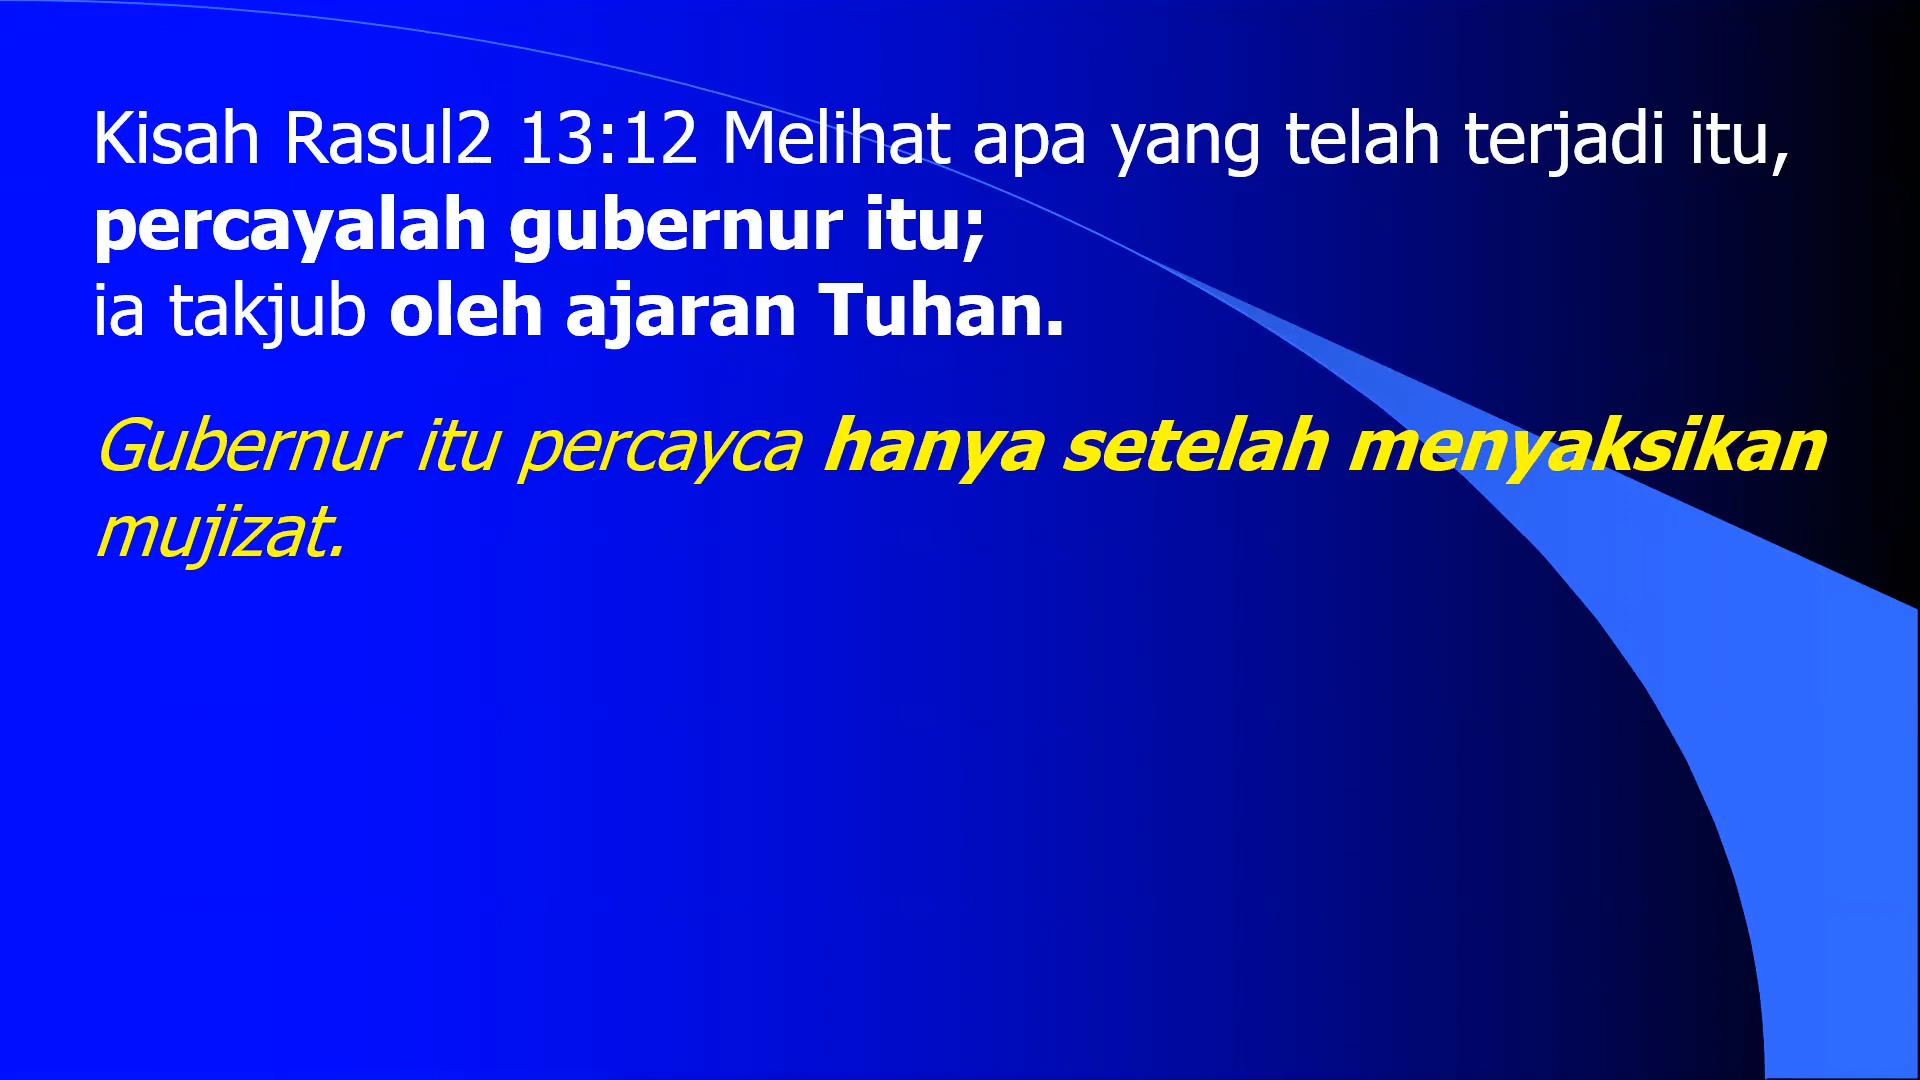 Kisah Rasul2 13:12 Melihat apa yang telah terjadi itu,
percayalah gubernur itu;
ia takjub oleh ajaran Tuhan.
Gubernur itu percayca hanya setelah menyaksikan
mujizat.